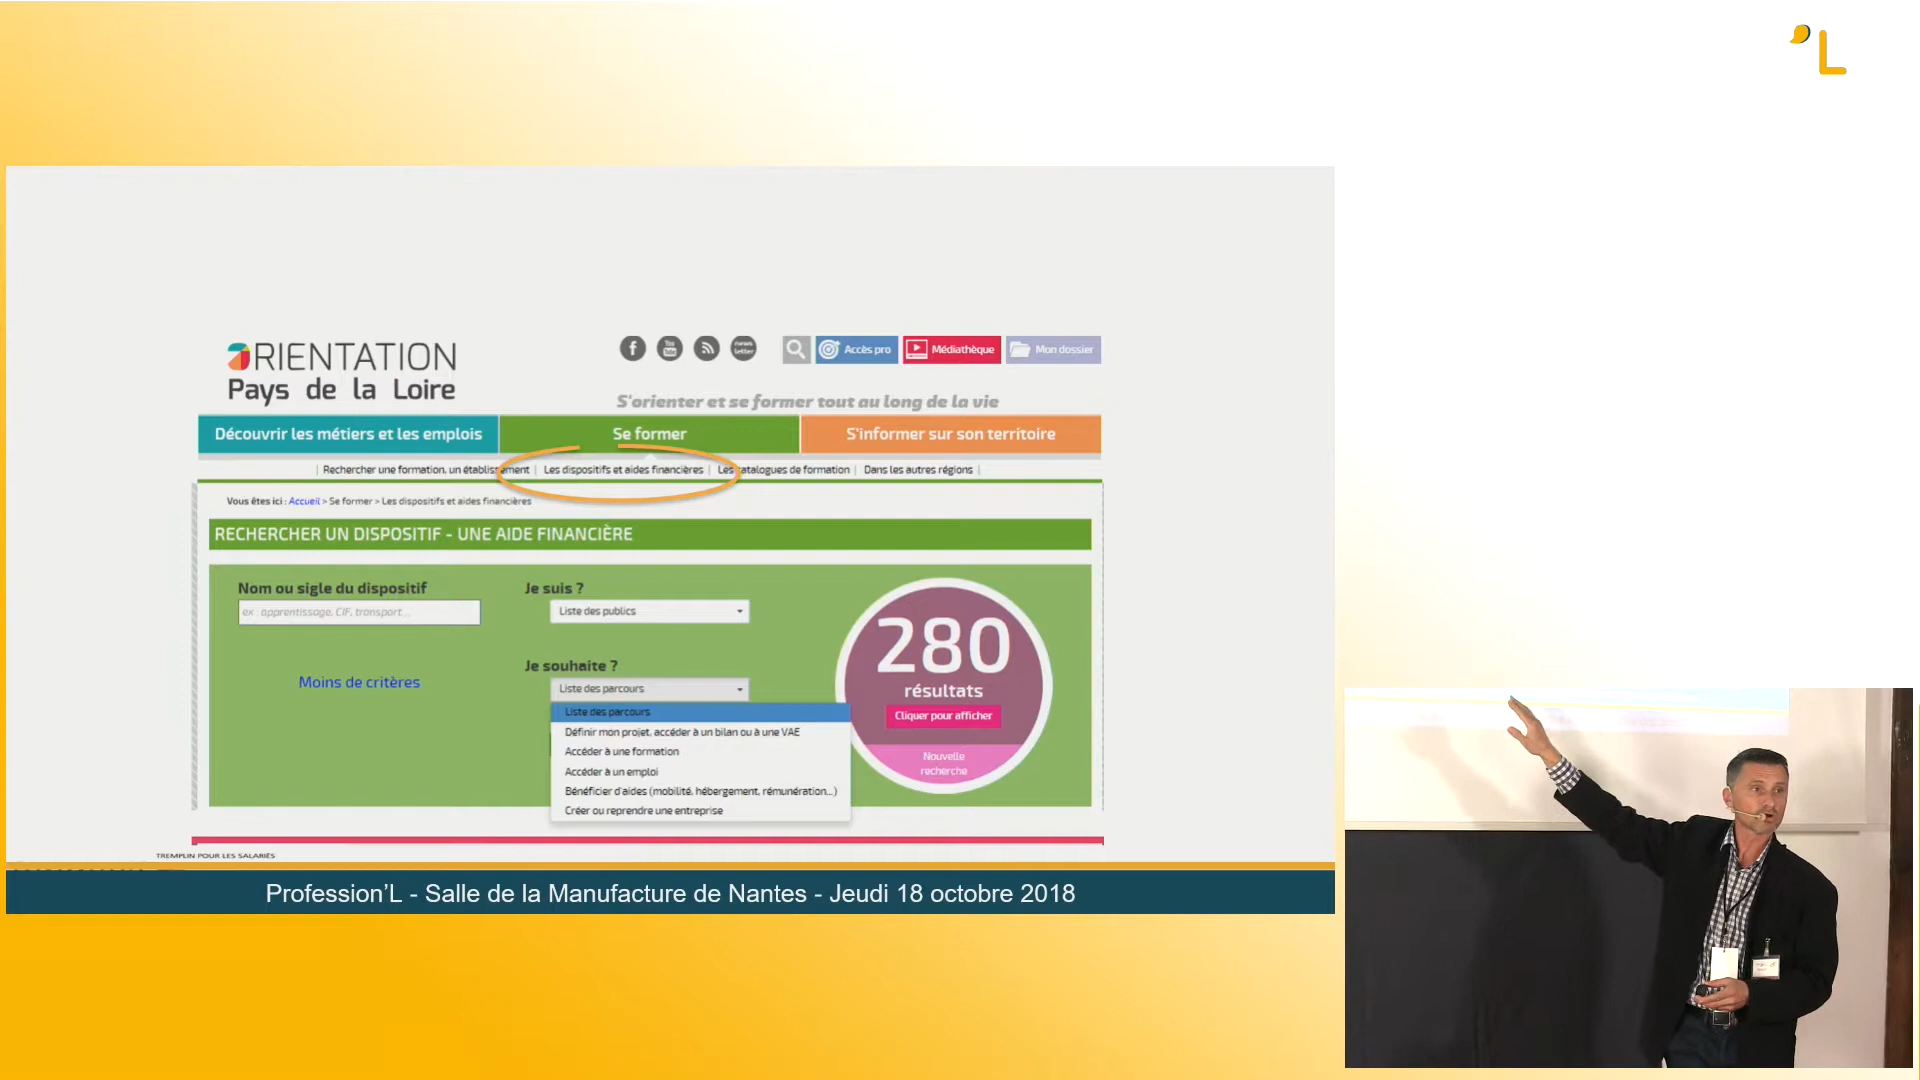 'L
ORIENTATION
Pays de la Loire
f
You Tube
news letter
Accès pro
Médiathèque
Mon dossier
S'orienter et se former tout au long de la vie
Découvrir les métiers et les emplois
Se former
S'informer sur son territoire
| Rechercher une formation, un établissement | Les dispositifs et aides financières | Les catalogues de formation | Dans les autres régions |
Vous êtes ici : Accueil > Se former > Les dispositifs et aides financières
RECHERCHER UN DISPOSITIF - UNE AIDE FINANCIÈRE
Nom ou sigle du dispositif
ex : apprentissage, CIF, transport...
Moins de critères
Je suis ?
Liste des publics
Je souhaite ?
Liste des parcours
Liste des parcours
Définir mon projet, accéder à un bilan ou à une VAE
Accéder à une formation
Accéder à un emploi
Bénéficier d'aides (mobilité, hébergement, rémunération...)
Créer ou reprendre une entreprise
280
résultats
Cliquer pour afficher
Nouvelle
recherche
TREMPLIN POUR LES SALARIÉS
Profession'L - Salle de la Manufacture de Nantes - Jeudi 18 octobre 2018